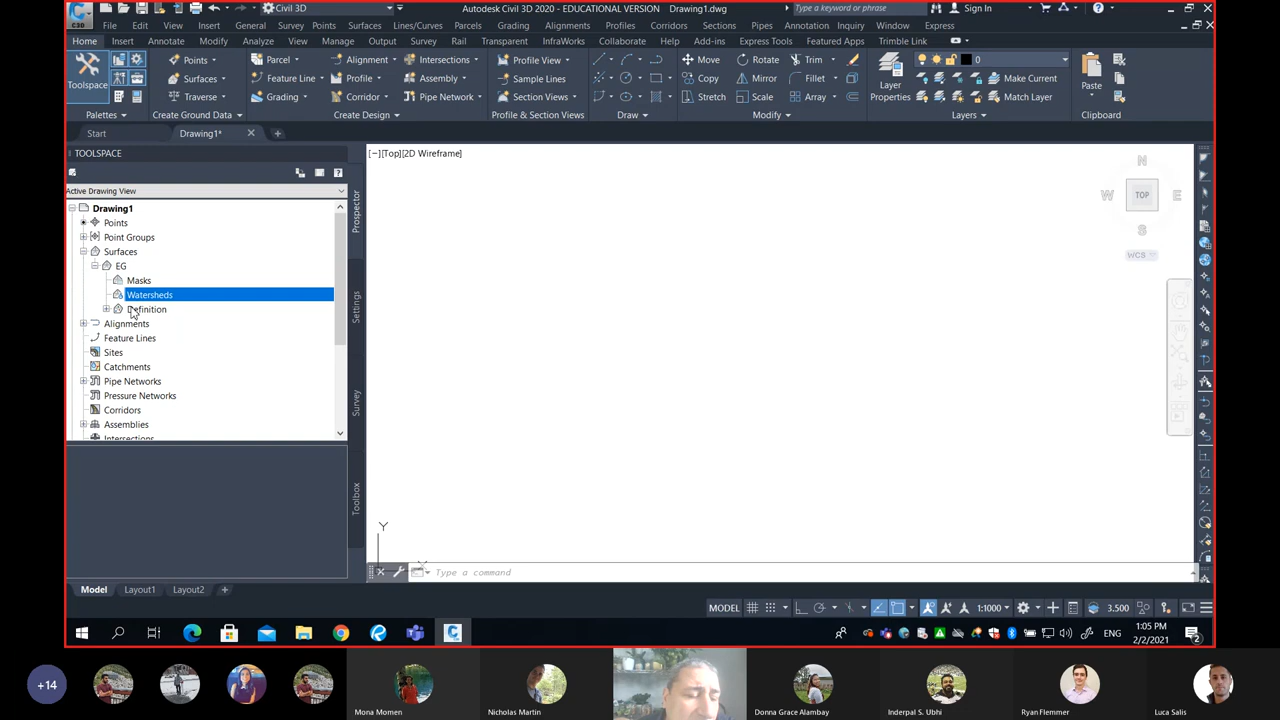 C3D
Civil 3D
Autodesk Civil 3D 2020 - EDUCATIONAL VERSION Drawing1.dwg
Type a keyword or phrase
Sign In
File Edit View Insert General Survey Points Surfaces Lines/Curves Parcels Grading Alignments Profiles Corridors Sections Pipes Annotation Inquiry Window Express
Home Insert Annotate Modify Analyze View Manage Output Survey Rail Transparent InfraWorks Collaborate Help Add-ins Express Tools Featured Apps Trimble Link
Toolspace
Points
Surfaces
Traverse
Parcel
Feature Line
Grading
Alignment
Profile
Corridor
Intersections
Assembly
Pipe Network
Profile View
Sample Lines
Section Views
Move Rotate Trim
Copy Mirror Fillet
Stretch Scale Array
Layer
Properties
0
Make Current
Match Layer
Paste
Palettes Create Ground Data Create Design Profile & Section Views Draw Modify Layers Clipboard
Start Drawing1*
TOOLSPACE
Active Drawing View
Drawing1
Points
Point Groups
Surfaces
EG
Masks
Watersheds
Definition
Alignments
Feature Lines
Sites
Catchments
Pipe Networks
Pressure Networks
Corridors
Assemblies
Intersections
Prospector
Settings
Survey
Toolbox
[−][Top][2D Wireframe]
N
W TOP E
S
WCS
Y
X
Type a command
Model Layout1 Layout2
MODEL 1:1000 3.500
ENG
1:05 PM
2/2/2021
2
+14
Mona Momen Nicholas Martin Donna Grace Alambay Inderpal S. Ubhi Ryan Flemmer Luca Salis